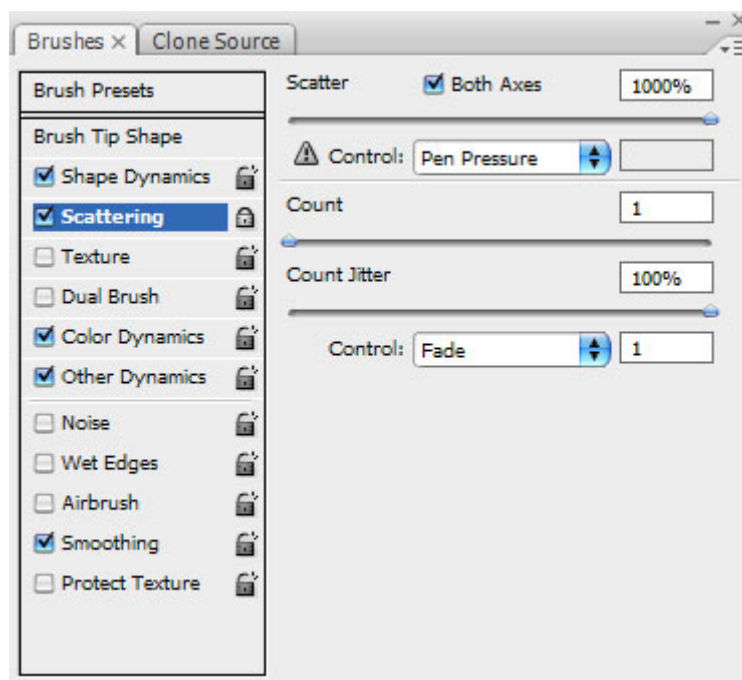 Brushes × Clone Source
Brush Presets
Brush Tip Shape
Shape Dynamics
Scattering
Texture
Dual Brush
Color Dynamics
Other Dynamics
Noise
Wet Edges
Airbrush
Smoothing
Protect Texture
Scatter Both Axes 1000%
Control: Pen Pressure
Count 1
Count Jitter 100%
Control: Fade 1